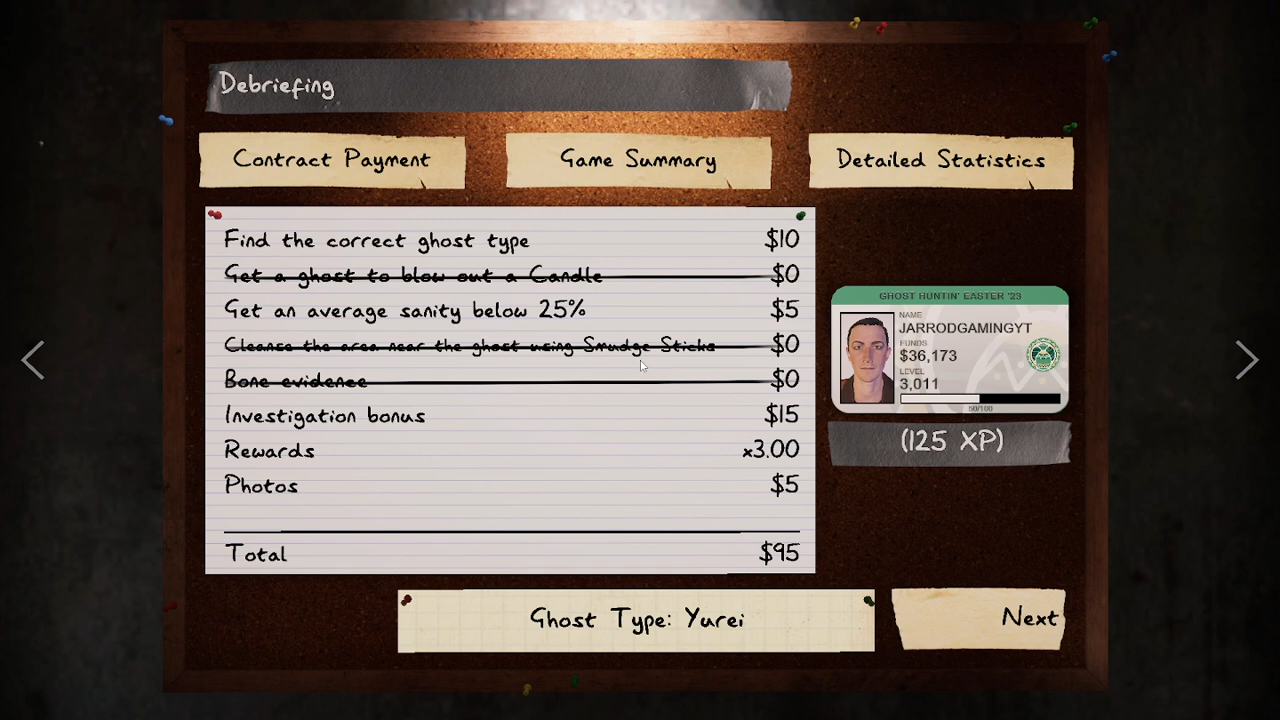 Debriefing
Contract Payment
Game Summary
Detailed Statistics
Find the correct ghost type $10
Get a ghost to blow out a Candle $0
Get an average sanity below 25% $5
Cleanse the area near the ghost using Smudge Sticks $0
Bone evidence $0
Investigation bonus $15
Rewards x3.00
Photos $5
Total $95
GHOST HUNTIN' EASTER '23
NAME
JARRODGAMINGYT
FUNDS
$36,173
LEVEL
3,011
50/100
(125 XP)
Ghost Type: Yurei
Next